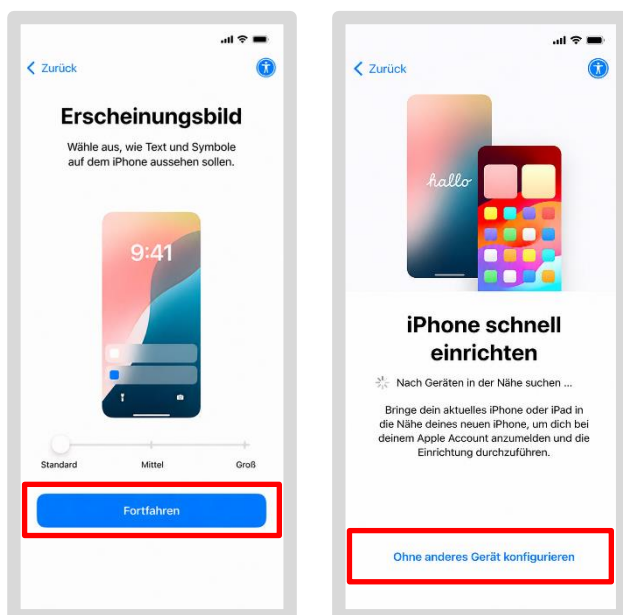 Zurück
Erscheinungsbild
Wähle aus, wie Text und Symbole
auf dem iPhone aussehen sollen.
9:41
Standard Mittel Groß
Fortfahren
Zurück
hallo
iPhone schnell
einrichten
Nach Geräten in der Nähe suchen ...
Bringe dein aktuelles iPhone oder iPad in
die Nähe deines neuen iPhone, um dich bei
deinem Apple Account anzumelden und die
Einrichtung durchzuführen.
Ohne anderes Gerät konfigurieren